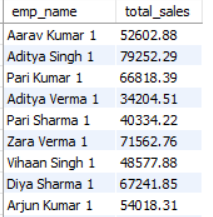 emp_name total_sales
Aarav Kumar 1 52602.88
Aditya Singh 1 79252.29
Pari Kumar 1 66818.39
Aditya Verma 1 34204.51
Pari Sharma 1 40334.22
Zara Verma 1 71562.76
Vihaan Singh 1 48577.88
Diya Sharma 1 67241.85
Arjun Kumar 1 54018.31